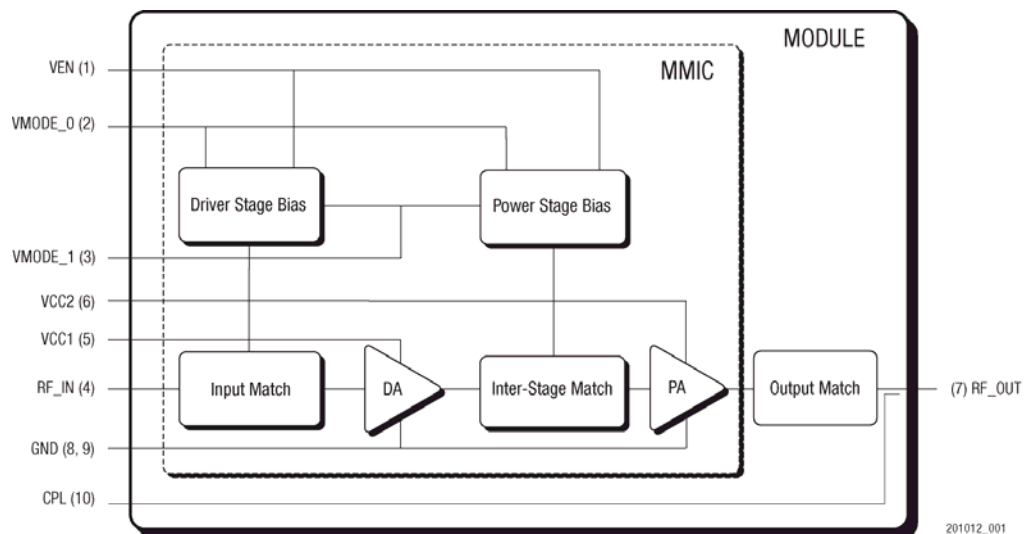 MODULE
MMIC
VEN (1)
VMODE_0 (2)
Driver Stage Bias
Power Stage Bias
VMODE_1 (3)
VCC2 (6)
VCC1 (5)
RF_IN (4)
Input Match
DA
Inter-Stage Match
PA
Output Match
(7) RF_OUT
GND (8, 9)
CPL (10)
201012_001